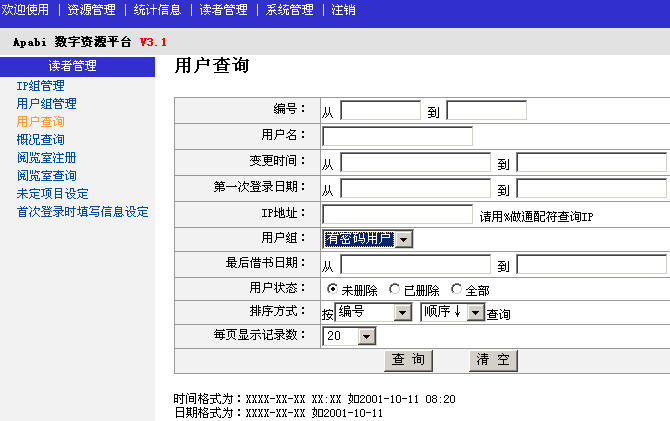 欢迎使用 | 资源管理 | 统计信息 | 读者管理 | 系统管理 | 注销
Apabi 数字资源平台 V3.1
读者管理
IP组管理
用户组管理
用户查询
概况查询
阅览室注册
阅览室查询
未定项目设定
首次登录时填写信息设定
用户查询
编号： 从 到
用户名：
变更时间： 从 到
第一次登录日期： 从 到
IP地址： 请用%做通配符查询IP
用户组： 有密码用户
最后借书日期： 从 到
用户状态： 未删除 已删除 全部
排序方式： 按 编号 顺序↓ 查询
每页显示记录数： 20
查 询 清 空
时间格式为：XXXX-XX-XX XX:XX 如2001-10-11 08:20
日期格式为：XXXX-XX-XX 如2001-10-11